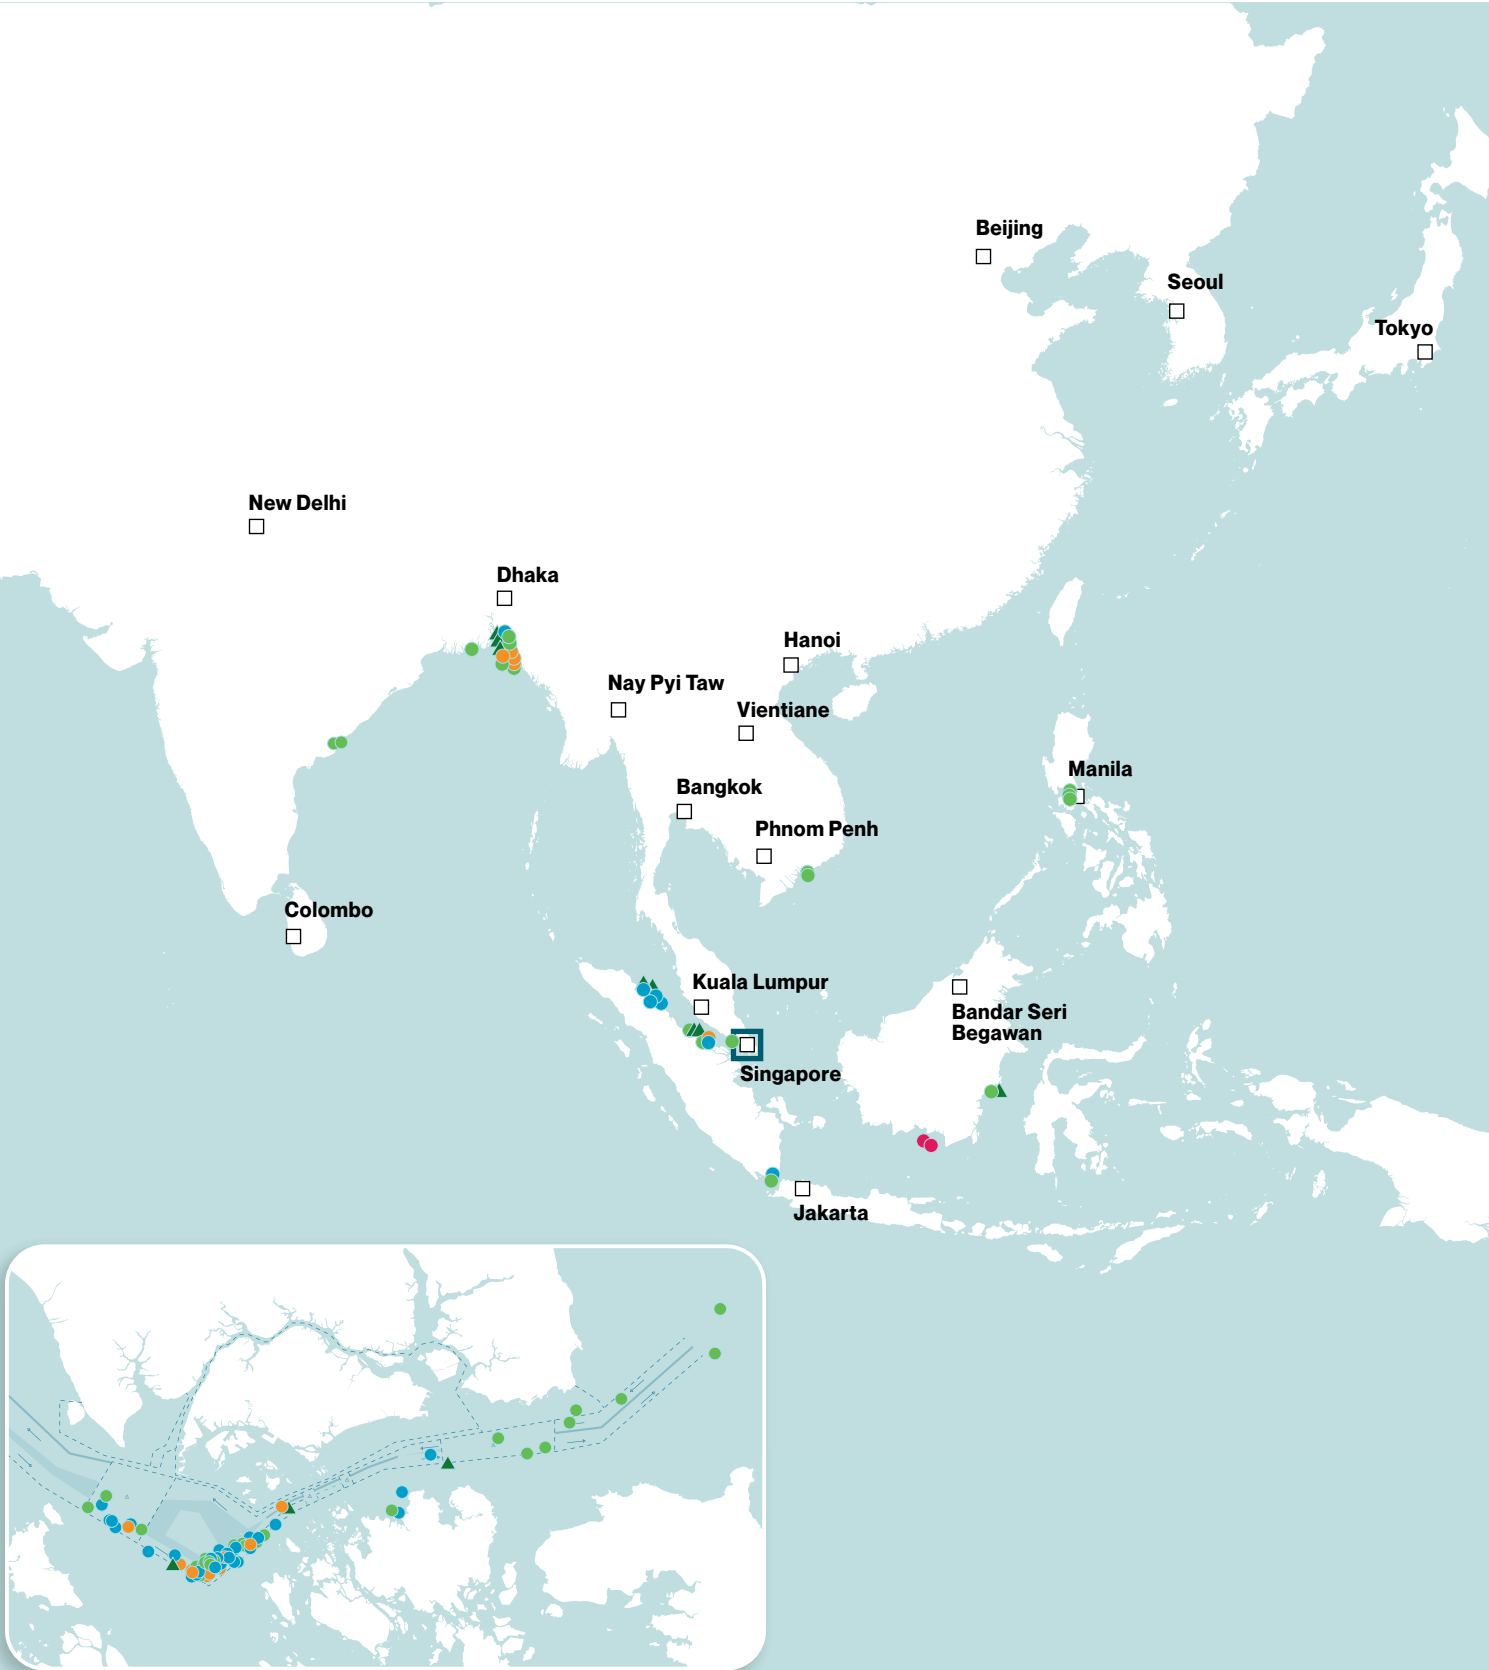 Beijing
Seoul
Tokyo
New Delhi
Dhaka
Hanoi
Nay Pyi Taw
Vientiane
Manila
Bangkok
Phnom Penh
Colombo
Kuala Lumpur
Bandar Seri
Begawan
Singapore
Jakarta